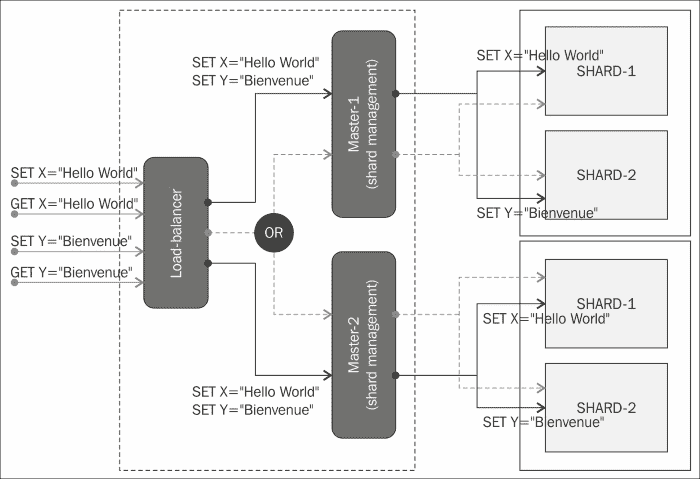 SET X="Hello World"
GET X="Hello World"
SET Y="Bienvenue"
GET Y="Bienvenue"
Load-balancer
SET X="Hello World"
SET Y="Bienvenue"
OR
SET X="Hello World"
SET Y="Bienvenue"
Master-1
(shard management)
Master-2
(shard management)
SET X="Hello World"
SHARD-1
SHARD-2
SET Y="Bienvenue"
SHARD-1
SET X="Hello World"
SHARD-2
SET Y="Bienvenue"